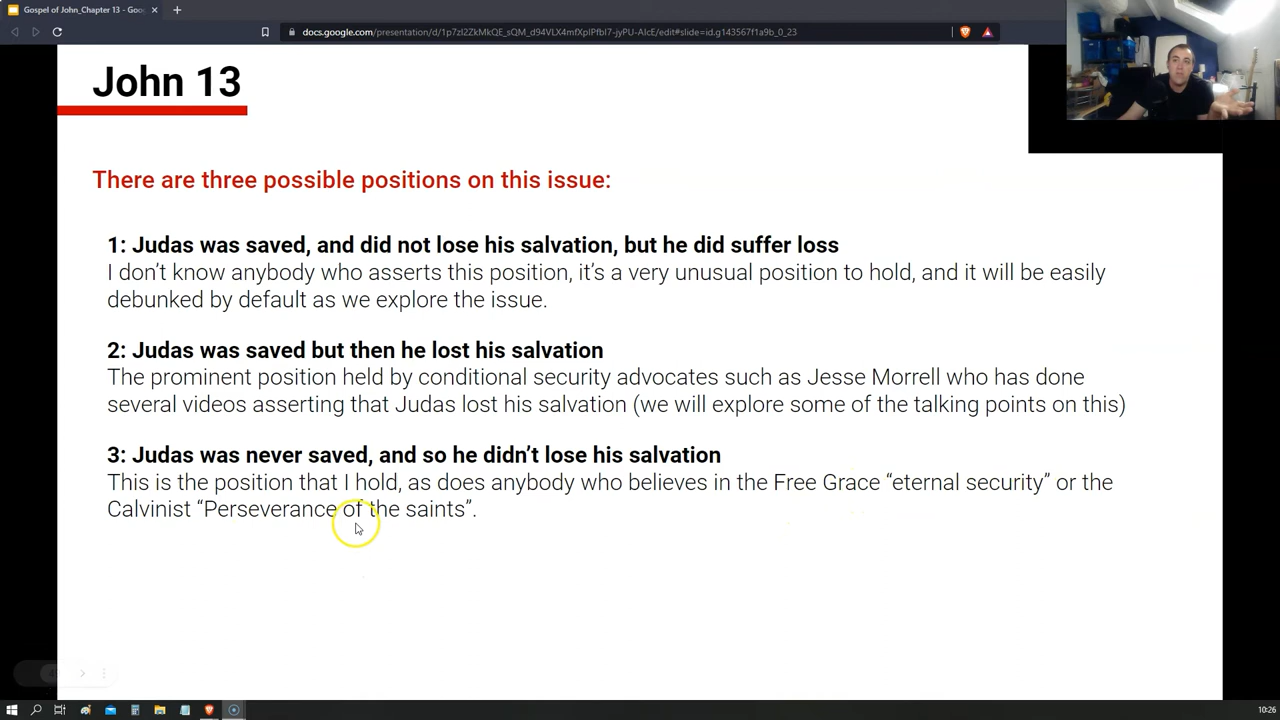 Gospel of John_Chapter 13 - Goo
docs.google.com/presentation/d/1p7zI2ZkMkQE_sQM_d94VLX4mfXpIPfbI7-jyPU-AIcE/edit#slide=id.g143567f1a9b_0_23
John 13
There are three possible positions on this issue:
1: Judas was saved, and did not lose his salvation, but he did suffer loss
I don’t know anybody who asserts this position, it’s a very unusual position to hold, and it will be easily
debunked by default as we explore the issue.
2: Judas was saved but then he lost his salvation
The prominent position held by conditional security advocates such as Jesse Morrell who has done
several videos asserting that Judas lost his salvation (we will explore some of the talking points on this)
3: Judas was never saved, and so he didn’t lose his salvation
This is the position that I hold, as does anybody who believes in the Free Grace “eternal security” or the
Calvinist “Perseverance of the saints”.
10:26